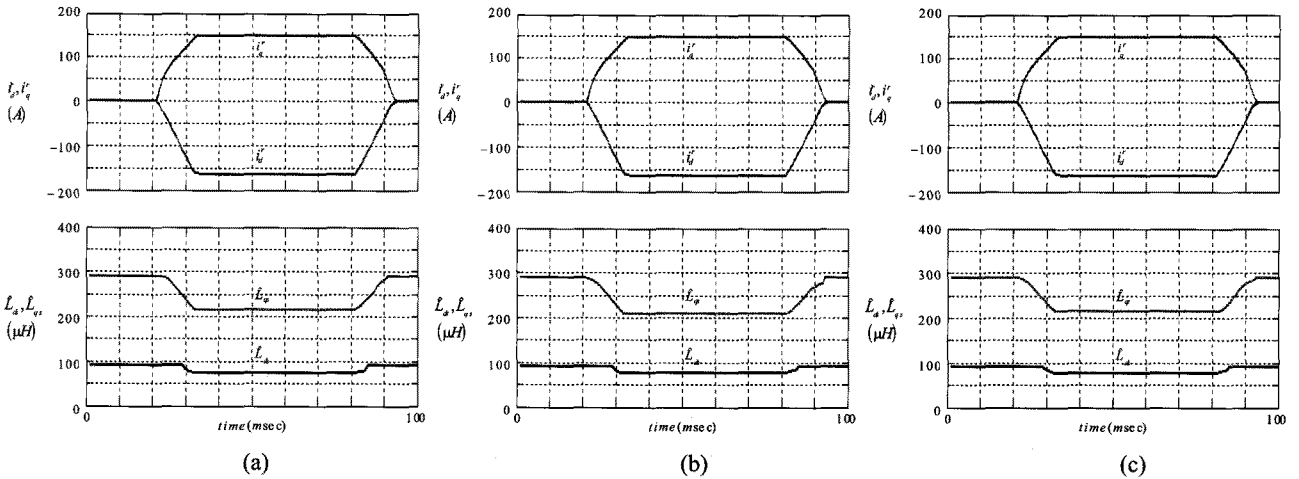 200
150
100
i_d^r, i_q^r
0
(A)
-100
-200
i_q^r
i_d^r
400
300
200
100
0
L̂_ds, L̂_qs
(μH)
L̂_qs
L̂_ds
0
100
time(msec)
(a)
200
150
100
i_d^r, i_q^r
0
(A)
-100
-200
i_q^r
i_d^r
400
300
200
100
0
L̂_ds, L̂_qs
(μH)
L̂_qs
L̂_ds
0
100
time(msec)
(b)
200
150
100
i_d^r, i_q^r
0
(A)
-100
-200
i_q^r
i_d^r
400
300
200
100
0
L̂_ds, L̂_qs
(μH)
L̂_qs
L̂_ds
0
100
time(msec)
(c)